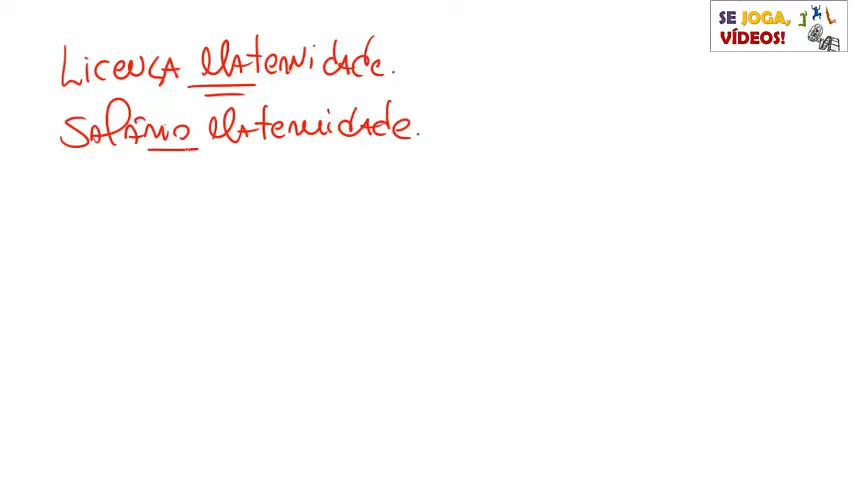 SE JOGA,
VÍDEOS!
Licença Maternidade.
Salário Maternidade.